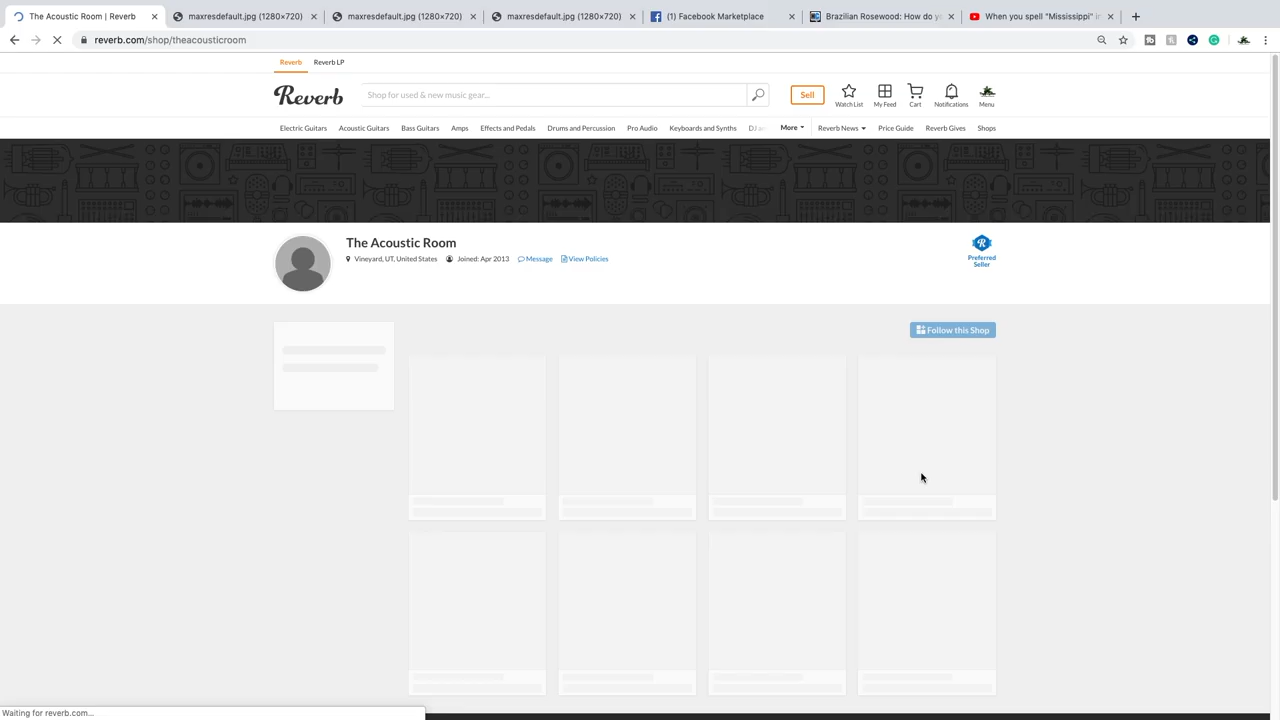 The Acoustic Room | Reverb
maxresdefault.jpg (1280×720)
maxresdefault.jpg (1280×720)
maxresdefault.jpg (1280×720)
(1) Facebook Marketplace
Brazilian Rosewood: How do yo
When you spell "Mississippi" in
reverb.com/shop/theacousticroom
Reverb
Reverb LP
Reverb
Shop for used & new music gear...
Sell
Watch List
My Feed
Cart
Notifications
Menu
Electric Guitars
Acoustic Guitars
Bass Guitars
Amps
Effects and Pedals
Drums and Percussion
Pro Audio
Keyboards and Synths
DJ
More
Reverb News
Price Guide
Reverb Gives
Shops
The Acoustic Room
Vineyard, UT, United States
Joined: Apr 2013
Message
View Policies
Preferred
Seller
Follow this Shop
Waiting for reverb.com...